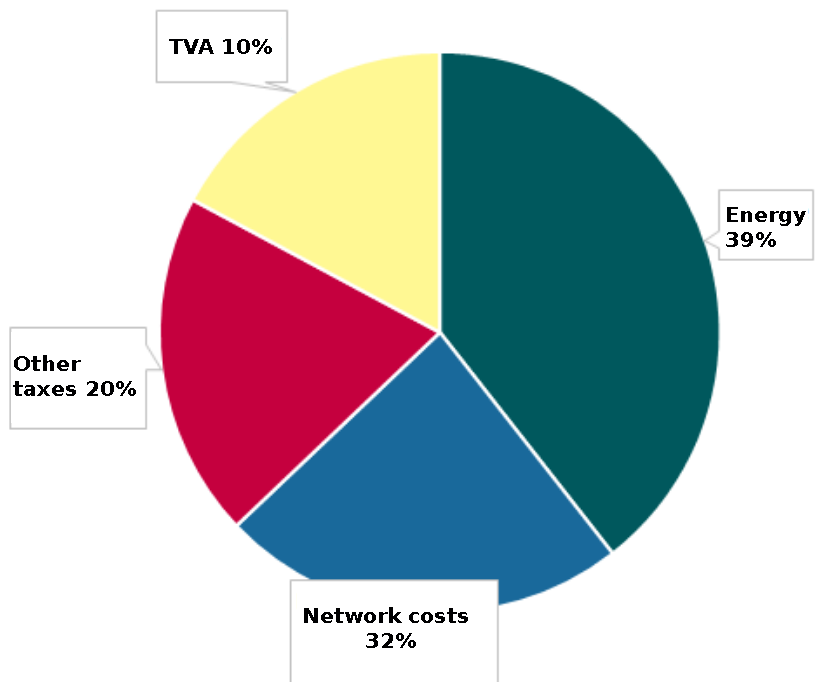 TVA 10%
Energy
39%
Other
taxes 20%
Network costs
32%